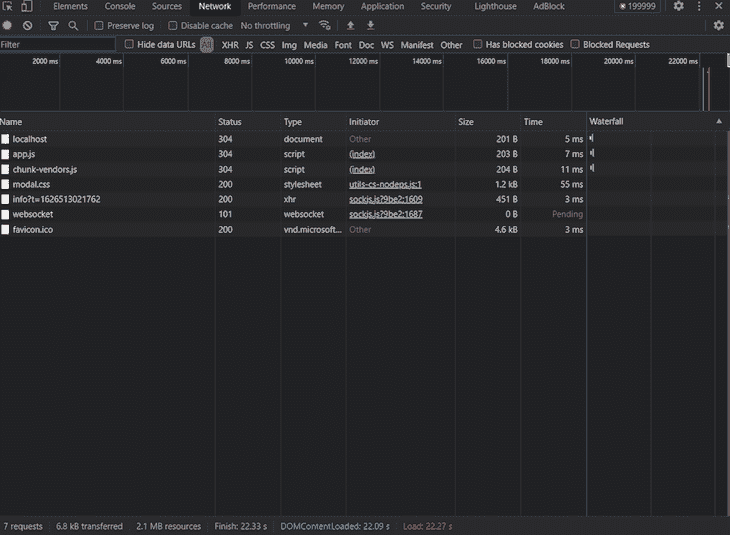 Elements Console Sources Network Performance Memory Application Security Lighthouse AdBlock 199999
Preserve log Disable cache No throttling
Filter Hide data URLs All XHR JS CSS Img Media Font Doc WS Manifest Other Has blocked cookies Blocked Requests
2000 ms 4000 ms 6000 ms 8000 ms 10000 ms 12000 ms 14000 ms 16000 ms 18000 ms 20000 ms 22000 ms
Name Status Type Initiator Size Time Waterfall
localhost 304 document Other 201 B 5 ms
app.js 304 script (index) 203 B 7 ms
chunk-vendors.js 304 script (index) 204 B 11 ms
modal.css 200 stylesheet utils-cs-nodeps.js:1 1.2 kB 55 ms
info?t=1626513021762 200 xhr sockjs.js?9be2:1609 451 B 3 ms
websocket 101 websocket sockjs.js?9be2:1687 0 B Pending
favicon.ico 200 vnd.microsoft... Other 4.6 kB 3 ms
7 requests 6.8 kB transferred 2.1 MB resources Finish: 22.33 s DOMContentLoaded: 22.09 s Load: 22.27 s